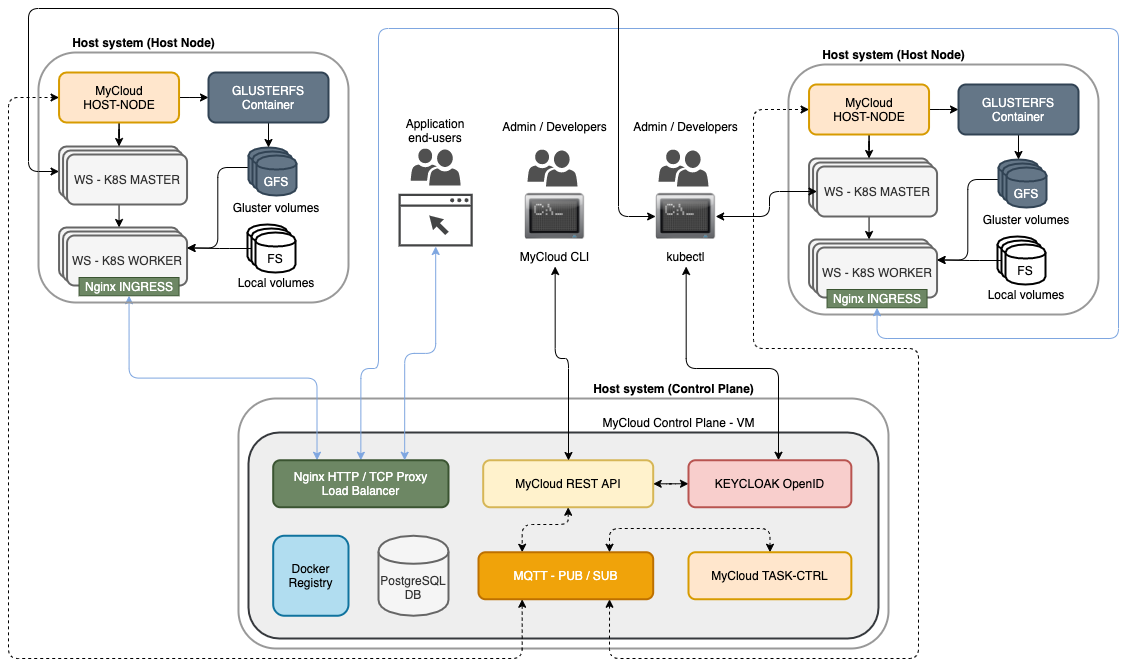 Host system (Host Node)
MyCloud
HOST-NODE
GLUSTERFS
Container
WS - K8S MASTER
GFS
Gluster volumes
WS - K8S WORKER
FS
Nginx INGRESS
Local volumes
Application
end-users
Admin / Developers
C:\_
MyCloud CLI
Admin / Developers
C:\_
kubectl
Host system (Host Node)
MyCloud
HOST-NODE
GLUSTERFS
Container
WS - K8S MASTER
GFS
Gluster volumes
WS - K8S WORKER
FS
Nginx INGRESS
Local volumes
Host system (Control Plane)
MyCloud Control Plane - VM
Nginx HTTP / TCP Proxy
Load Balancer
MyCloud REST API
KEYCLOAK OpenID
Docker
Registry
PostgreSQL
DB
MQTT - PUB / SUB
MyCloud TASK-CTRL